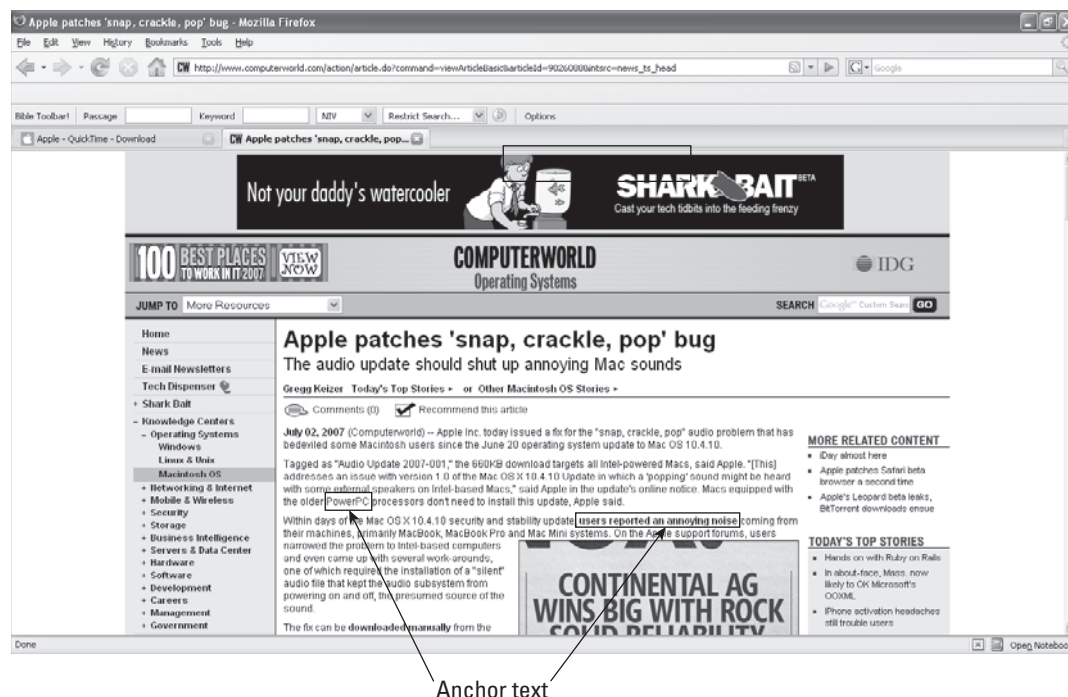 Apple patches 'snap, crackle, pop' bug - Mozilla Firefox
File Edit View History Bookmarks Tools Help
http://www.computerworld.com/action/article.do?command=viewArticleBasic&articleId=9026000&intsrc=news_ts_head
Google
Bible Toolbar! Passage Keyword NIV Restrict Search... Options
Apple - QuickTime - Download
CW Apple patches 'snap, crackle, pop...
Not your daddy's watercooler
SHARK BAIT BETA
Cast your tech tidbits into the feeding frenzy
100 BEST PLACES TO WORK IN IT 2007
VIEW NOW
COMPUTERWORLD
Operating Systems
IDG
JUMP TO More Resources
SEARCH Google Custom Sear GO
Home
News
E-mail Newsletters
Tech Dispenser
+ Shark Bait
- Knowledge Centers
- Operating Systems
Windows
Linux & Unix
Macintosh OS
+ Networking & Internet
+ Mobile & Wireless
+ Security
+ Storage
+ Business Intelligence
+ Servers & Data Center
+ Hardware
+ Software
+ Development
+ Careers
+ Management
+ Government
Apple patches 'snap, crackle, pop' bug
The audio update should shut up annoying Mac sounds
Gregg Keizer Today's Top Stories or Other Macintosh OS Stories
Comments (0) Recommend this article
July 02, 2007 (Computerworld) -- Apple Inc. today issued a fix for the "snap, crackle, pop" audio problem that has
bedeviled some Macintosh users since the June 20 operating system update to Mac OS 10.4.10.
Tagged as "Audio Update 2007-001," the 660KB download targets all Intel-powered Macs, said Apple. "[This]
addresses an issue with version 1.0 of the Mac OS X 10.4.10 Update in which a 'popping' sound might be heard
with some external speakers on Intel-based Macs," said Apple in the update's online notice. Macs equipped with
the older PowerPC processors don't need to install this update, Apple said.
Within days of the Mac OS X 10.4.10 security and stability update, users reported an annoying noise coming from
their machines, primarily MacBook, MacBook Pro and Mac Mini systems. On the Apple support forums, users
narrowed the problem to Intel-based computers
and even came up with several work-arounds,
one of which required the installation of a "silent"
audio file that kept the audio subsystem from
powering on and off, the presumed source of the
sound.
The fix can be downloaded manually from the
CONTINENTAL AG
WINS BIG WITH ROCK
SOLID RELIABILITY
MORE RELATED CONTENT
iDay almost here
Apple patches Safari beta
browser a second time
Apple's Leopard beta leaks,
BitTorrent downloads ensue
TODAY'S TOP STORIES
Hands on with Ruby on Rails
In about-face, Mass. now
likely to OK Microsoft's
OOXML
iPhone activation headaches
still trouble users
Done
Open Noteboo
Anchor text